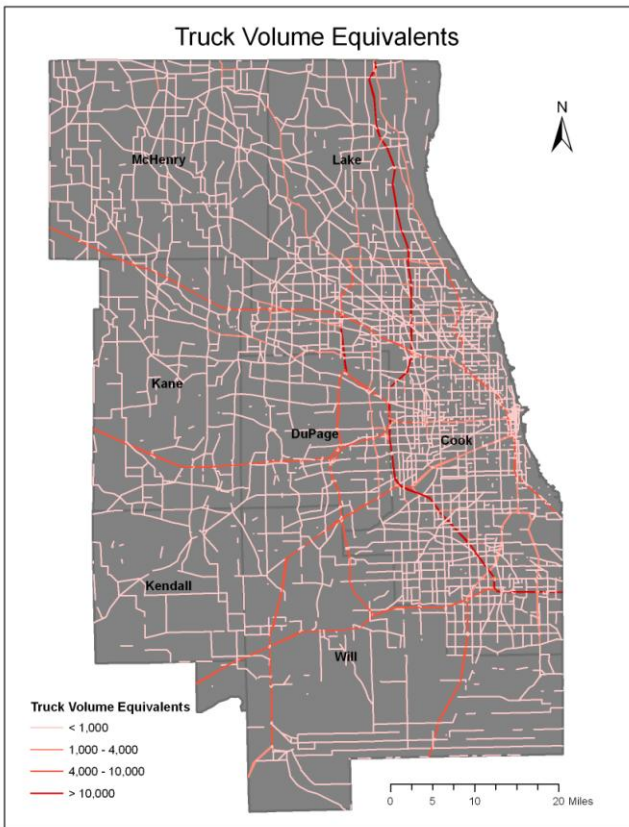 Truck Volume Equivalents
N
McHenry
Lake
Kane
DuPage
Cook
Kendall
Will
Truck Volume Equivalents
< 1,000
1,000 - 4,000
4,000 - 10,000
> 10,000
0 5 10 20 Miles